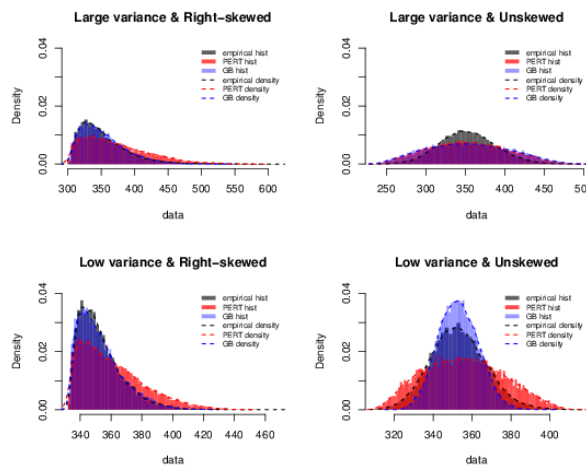 Large variance & Right-skewed
Density
0.04
0.02
0.00
empirical hist
PERT hist
GB hist
empirical density
PERT density
GB density
300 350 400 450 500 550 600
data
Large variance & Unskewed
Density
0.04
0.02
0.00
empirical hist
PERT hist
GB hist
empirical density
PERT density
GB density
250 300 350 400 450
data
Low variance & Right-skewed
Density
0.04
0.02
0.00
empirical hist
PERT hist
GB hist
empirical density
PERT density
GB density
340 360 380 400 420 440 460
data
Low variance & Unskewed
Density
0.04
0.02
0.00
empirical hist
PERT hist
GB hist
empirical density
PERT density
GB density
320 340 360 380 400
data